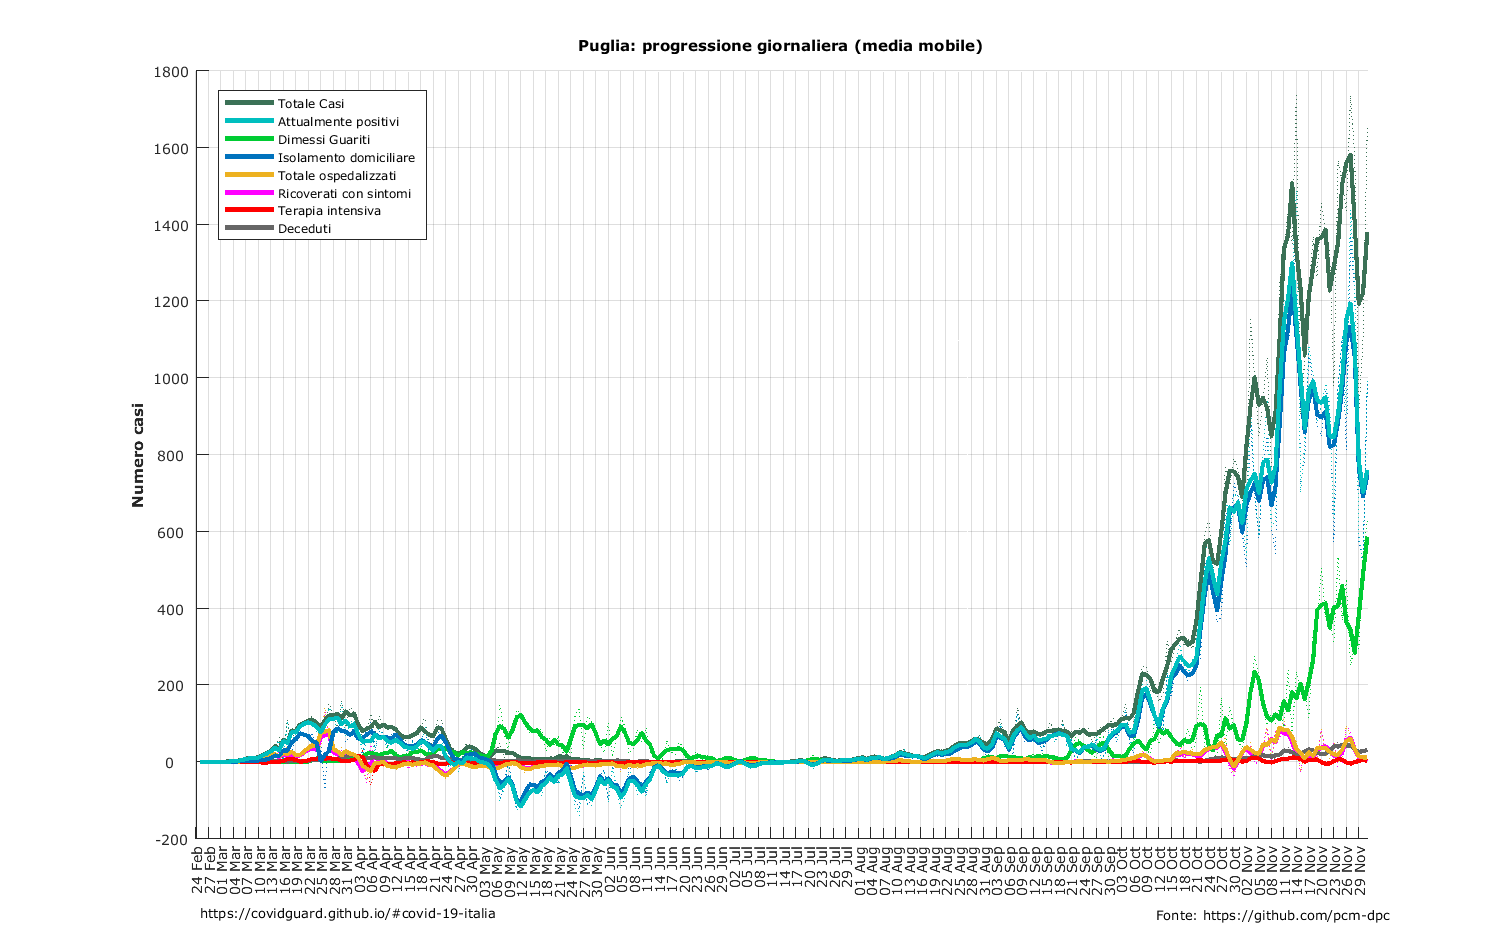 Puglia: progressione giornaliera (media mobile)
1800
1600
1400
1200
1000
800
600
400
200
0
-200
Numero casi
Totale Casi
Attualmente positivi
Dimessi Guariti
Isolamento domiciliare
Totale ospedalizzati
Ricoverati con sintomi
Terapia intensiva
Deceduti
24 Feb
27 Feb
01 Mar
04 Mar
07 Mar
10 Mar
13 Mar
16 Mar
19 Mar
22 Mar
25 Mar
28 Mar
31 Mar
03 Apr
06 Apr
09 Apr
12 Apr
15 Apr
18 Apr
21 Apr
24 Apr
27 Apr
30 Apr
03 May
06 May
09 May
12 May
15 May
18 May
21 May
24 May
27 May
30 May
02 Jun
05 Jun
08 Jun
11 Jun
14 Jun
17 Jun
20 Jun
23 Jun
26 Jun
29 Jun
02 Jul
05 Jul
08 Jul
11 Jul
14 Jul
17 Jul
20 Jul
23 Jul
26 Jul
29 Jul
01 Aug
04 Aug
07 Aug
10 Aug
13 Aug
16 Aug
19 Aug
22 Aug
25 Aug
28 Aug
31 Aug
03 Sep
06 Sep
09 Sep
12 Sep
15 Sep
18 Sep
21 Sep
24 Sep
27 Sep
30 Sep
03 Oct
06 Oct
09 Oct
12 Oct
15 Oct
18 Oct
21 Oct
24 Oct
27 Oct
30 Oct
02 Nov
05 Nov
08 Nov
11 Nov
14 Nov
17 Nov
20 Nov
23 Nov
26 Nov
29 Nov
https://covidguard.github.io/#covid-19-italia
Fonte: https://github.com/pcm-dpc